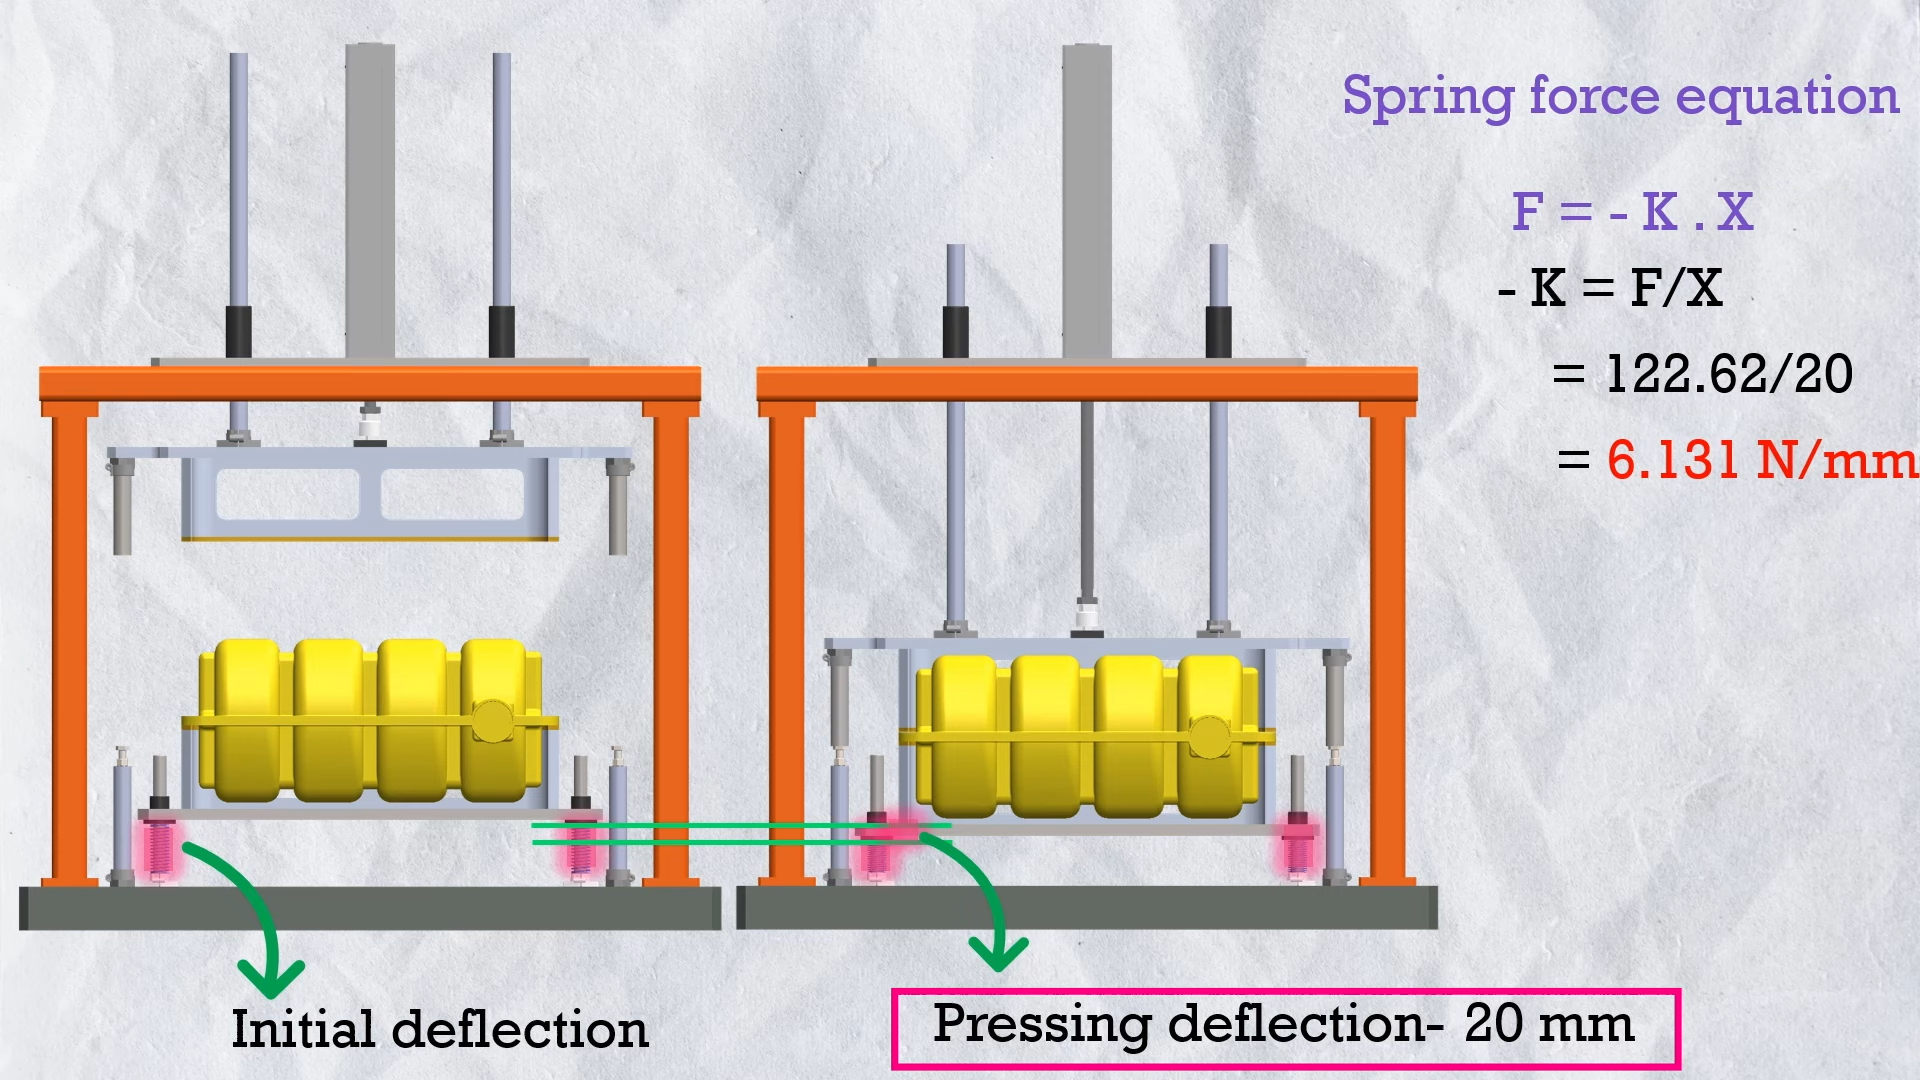 Spring force equation
F = - K . X
- K = F/X
= 122.62/20
= 6.131 N/mm
Initial deflection
Pressing deflection- 20 mm